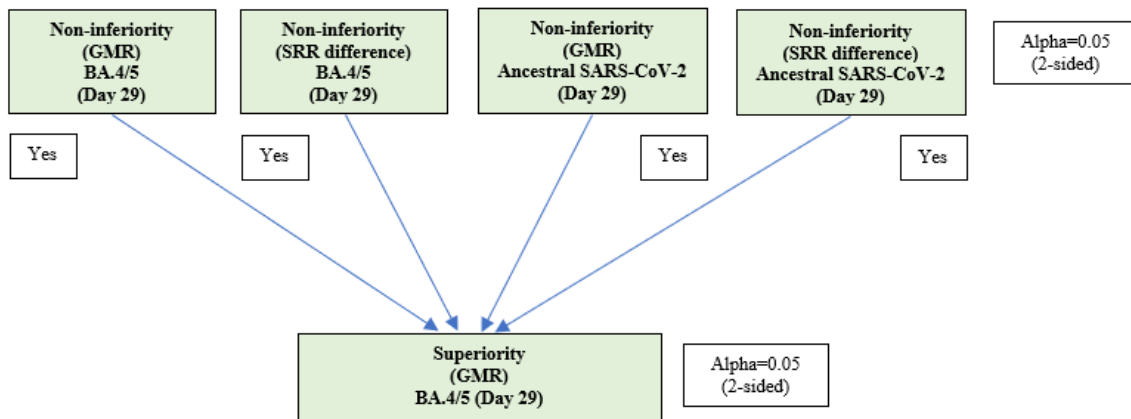 Non-inferiority
(GMR)
BA.4/5
(Day 29)
Non-inferiority
(SRR difference)
BA.4/5
(Day 29)
Non-inferiority
(GMR)
Ancestral SARS-CoV-2
(Day 29)
Non-inferiority
(SRR difference)
Ancestral SARS-CoV-2
(Day 29)
Alpha=0.05
(2-sided)
Yes
Yes
Yes
Yes
Superiority
(GMR)
BA.4/5 (Day 29)
Alpha=0.05
(2-sided)